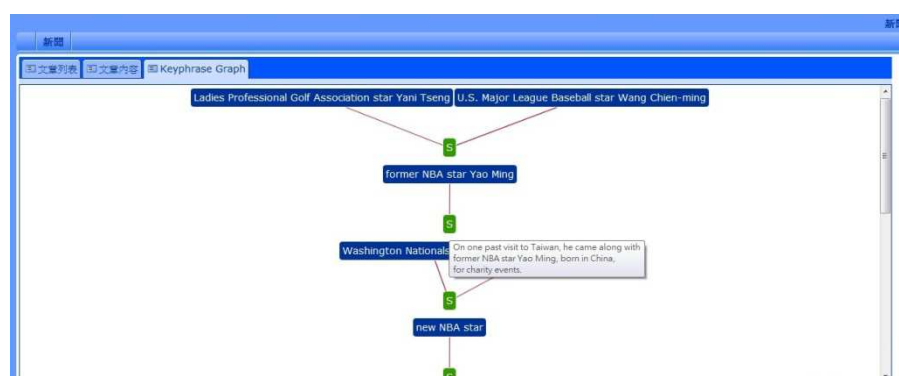 新聞
新聞
文章列表 文章內容 Keyphrase Graph
Ladies Professional Golf Association star Yani Tseng U.S. Major League Baseball star Wang Chien-ming
S
former NBA star Yao Ming
S
Washington Nationals
On one past visit to Taiwan, he came along with
former NBA star Yao Ming, born in China,
for charity events.
S
new NBA star
S